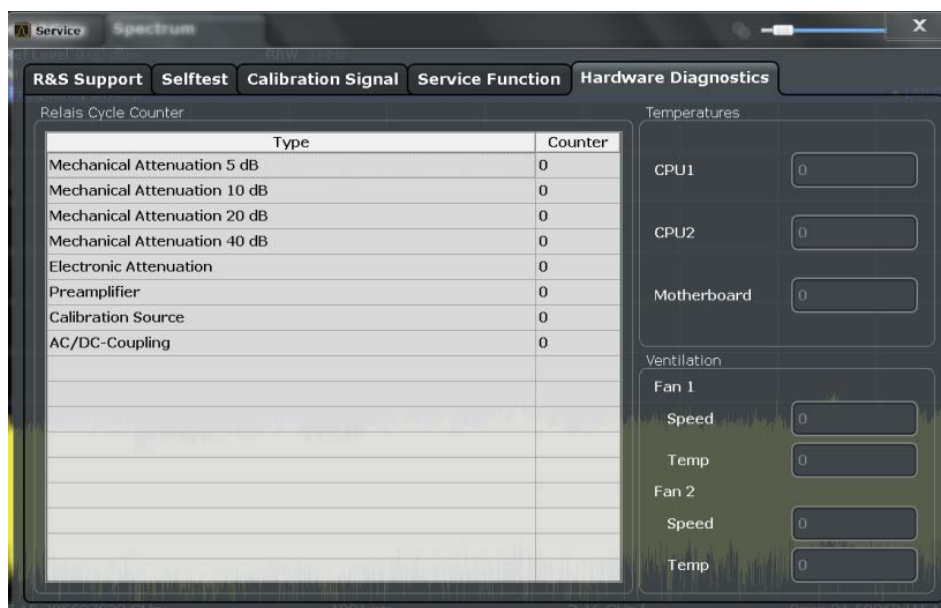 Service Spectrum X
R&S Support Selftest Calibration Signal Service Function Hardware Diagnostics
Relais Cycle Counter
Type Counter
Mechanical Attenuation 5 dB 0
Mechanical Attenuation 10 dB 0
Mechanical Attenuation 20 dB 0
Mechanical Attenuation 40 dB 0
Electronic Attenuation 0
Preamplifier 0
Calibration Source 0
AC/DC-Coupling 0
Temperatures
CPU1 0
CPU2 0
Motherboard 0
Ventilation
Fan 1
Speed 0
Temp 0
Fan 2
Speed 0
Temp 0